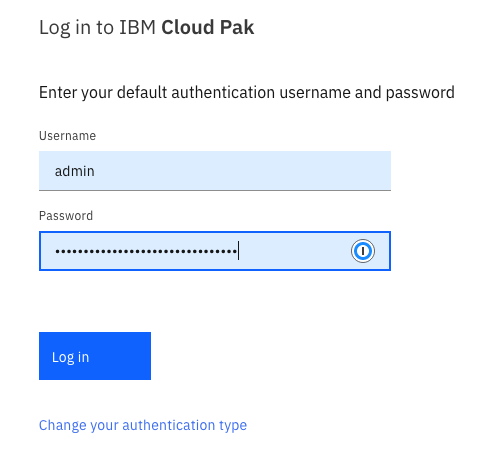 Log in to IBM Cloud Pak
Enter your default authentication username and password
Username
admin
Password
••••••••••••••••••••••••••••••••
Log in
Change your authentication type